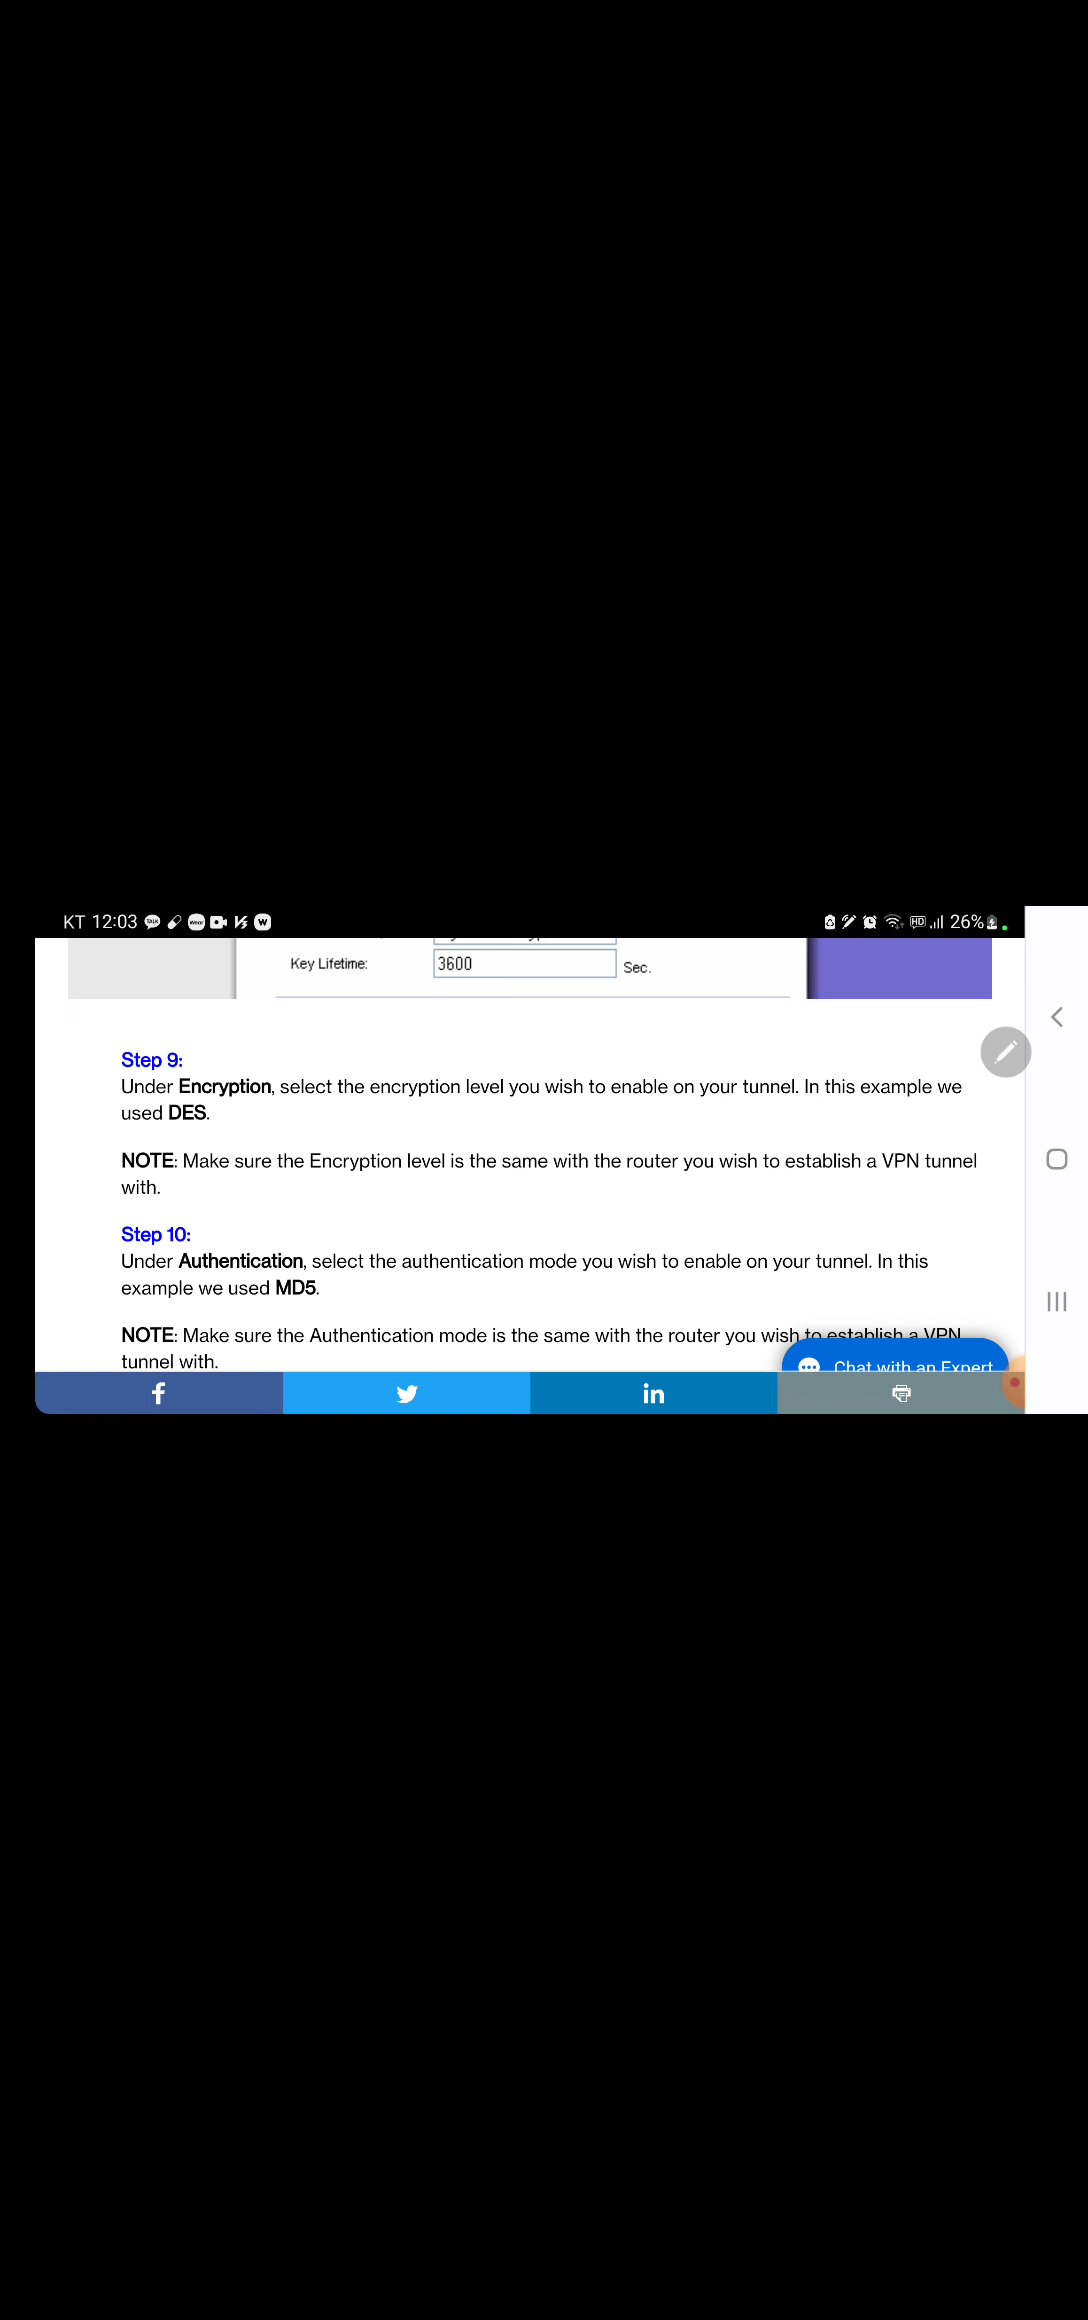 KT 12:03 TALK Wear W HD 26%
Key Lifetime: 3600 Sec.
Step 9:
Under Encryption, select the encryption level you wish to enable on your tunnel. In this example we
used DES.
NOTE: Make sure the Encryption level is the same with the router you wish to establish a VPN tunnel
with.
Step 10:
Under Authentication, select the authentication mode you wish to enable on your tunnel. In this
example we used MD5.
NOTE: Make sure the Authentication mode is the same with the router you wish to establish a VPN
tunnel with.
Chat with an Expert
f in